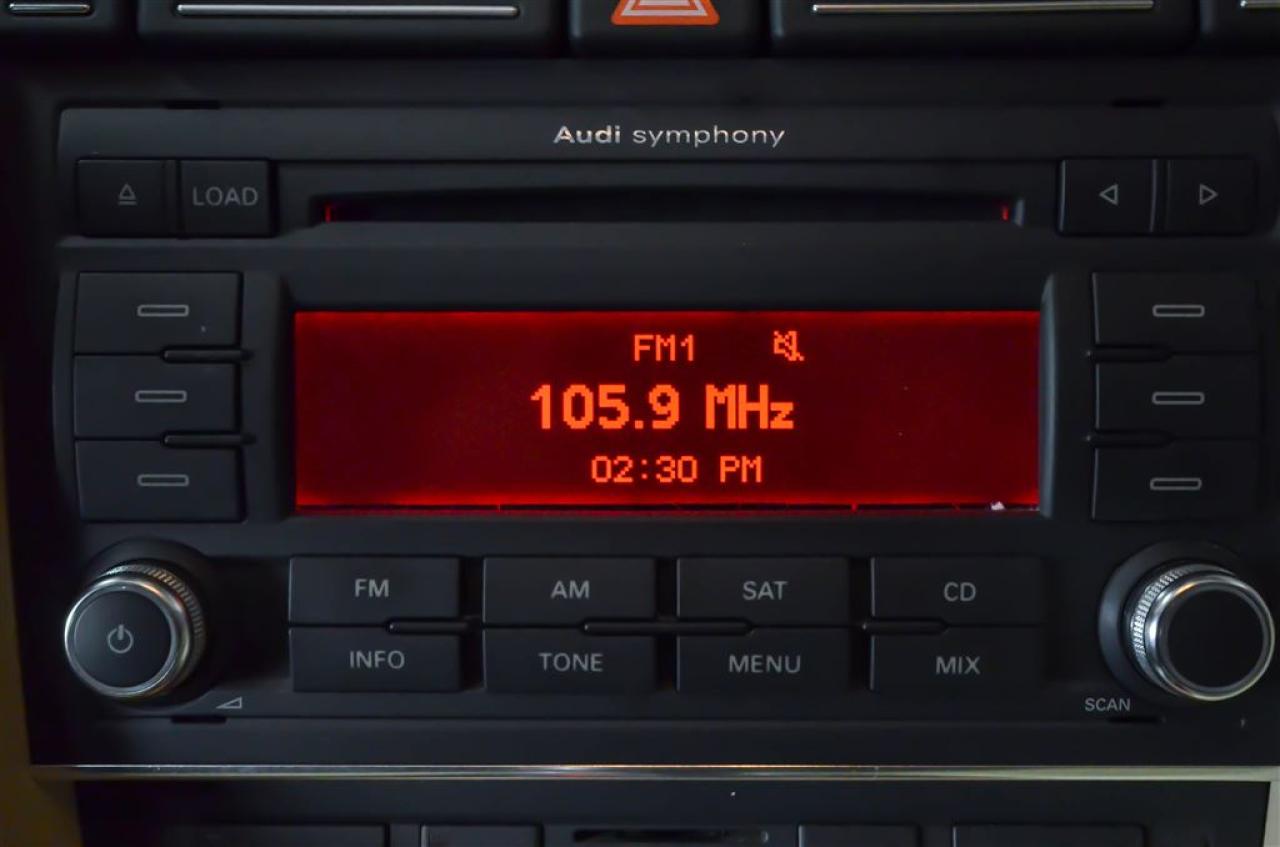 Audi symphony
LOAD
FM1
105.9 MHz
02:30 PM
FM AM SAT CD
INFO TONE MENU MIX
SCAN